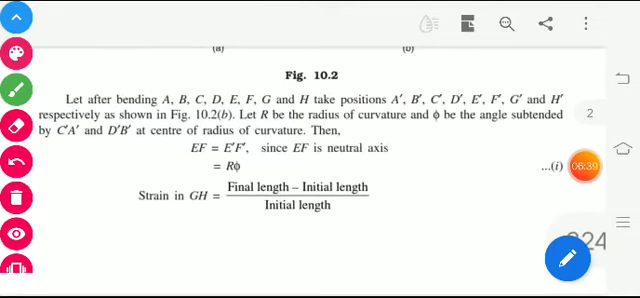 (a) (b)
Fig. 10.2
Let after bending A, B, C, D, E, F, G and H take positions A′, B′, C′, D′, E′, F′, G′ and H′
respectively as shown in Fig. 10.2(b). Let R be the radius of curvature and ϕ be the angle subtended
by C′A′ and D′B′ at centre of radius of curvature. Then,
EF = E′F′, since EF is neutral axis
= Rϕ ...(i)
Strain in GH = Final length – Initial length
Initial length
2
06:39
224